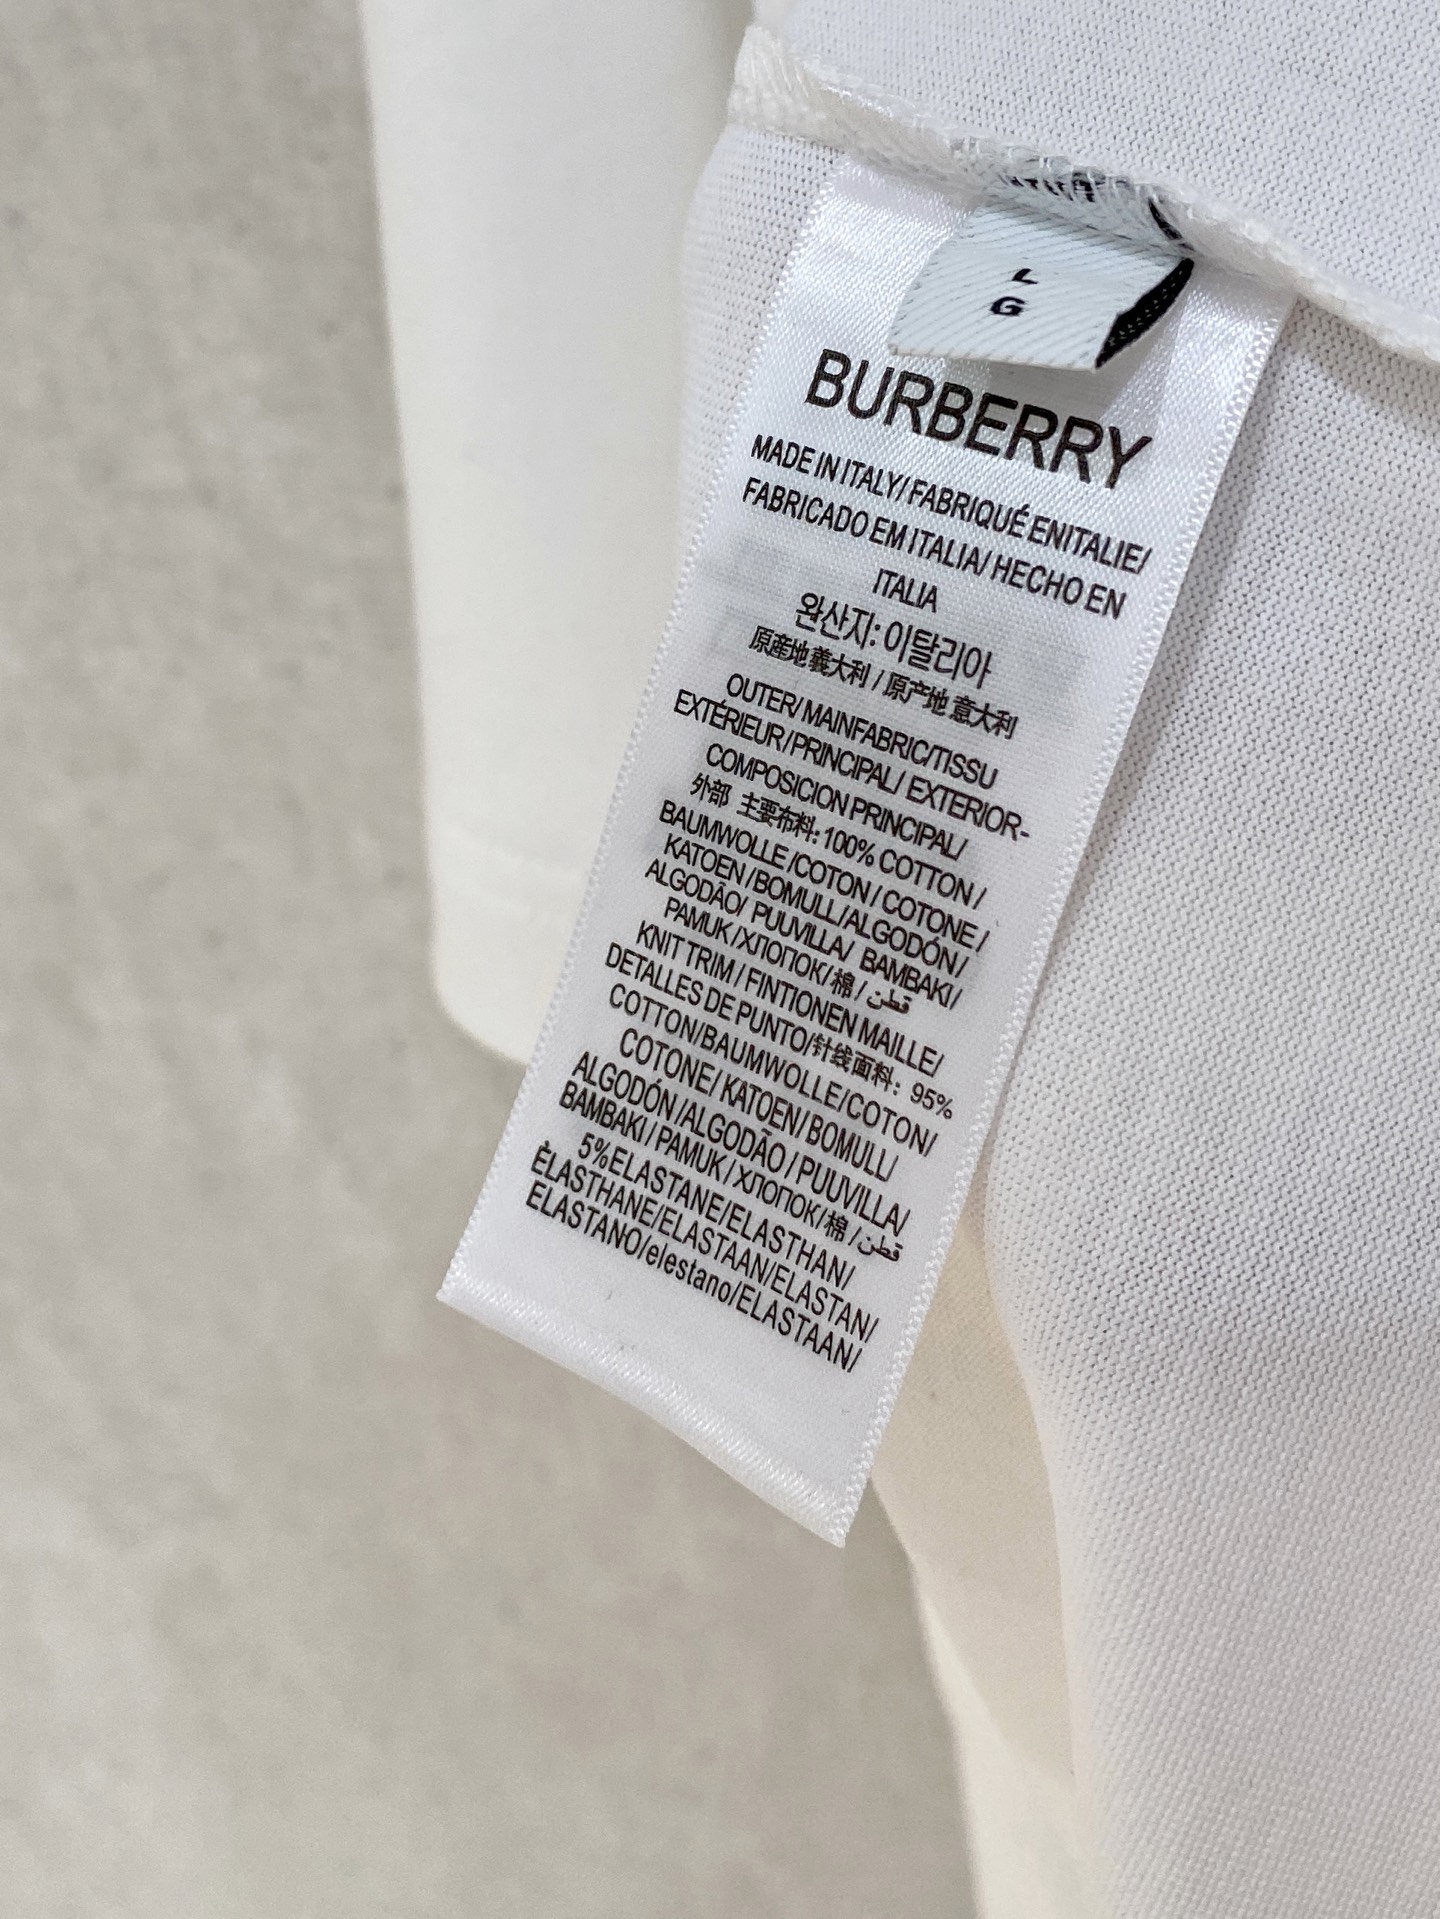 L
G
BURBERRY
MADE IN ITALY/ FABRIQUÉ ENITALIE/
FABRICADO EM ITALIA/ HECHO EN
ITALIA
완산지: 이탈리아
原産地 義大利 / 原产地 意大利
OUTER/ MAINFABRIC/TISSU
EXTÉRIEUR/PRINCIPAL/ EXTERIOR-
COMPOSICION PRINCIPAL/
外部 主要布料: 100% COTTON /
BAUMWOLLE /COTON / COTONE /
KATOEN /BOMULL/ALGODÓN/
ALGODÃO/ PUUVILLA/ BAMBAKI/
PAMUK /ХЛОПОК/ 棉 / قطن
KNIT TRIM / FINTIONEN MAILLE/
DETALLES DE PUNTO/针线面料: 95%
COTTON/BAUMWOLLE/COTON/
COTONE/ KATOEN/ BOMULL/
ALGODÓN /ALGODÃO / PUUVILLA/
BAMBAKI / PAMUK / ХЛОПОК/ 棉 / قطن
5%ELASTANE/ELASTHAN/
ÉLASTHANE/ELASTAAN/ELASTAN/
ELASTANO/elestano/ELASTAAN/